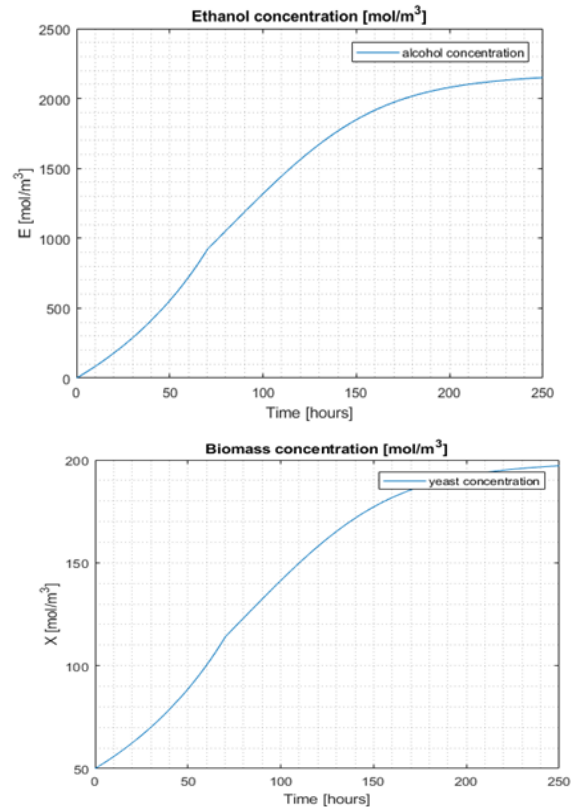 Ethanol concentration [mol/m³]
2500
2000
1500
1000
500
0
E [mol/m³]
alcohol concentration
0 50 100 150 200 250
Time [hours]
Biomass concentration [mol/m³]
200
150
100
50
X [mol/m³]
yeast concentration
0 50 100 150 200 250
Time [hours]